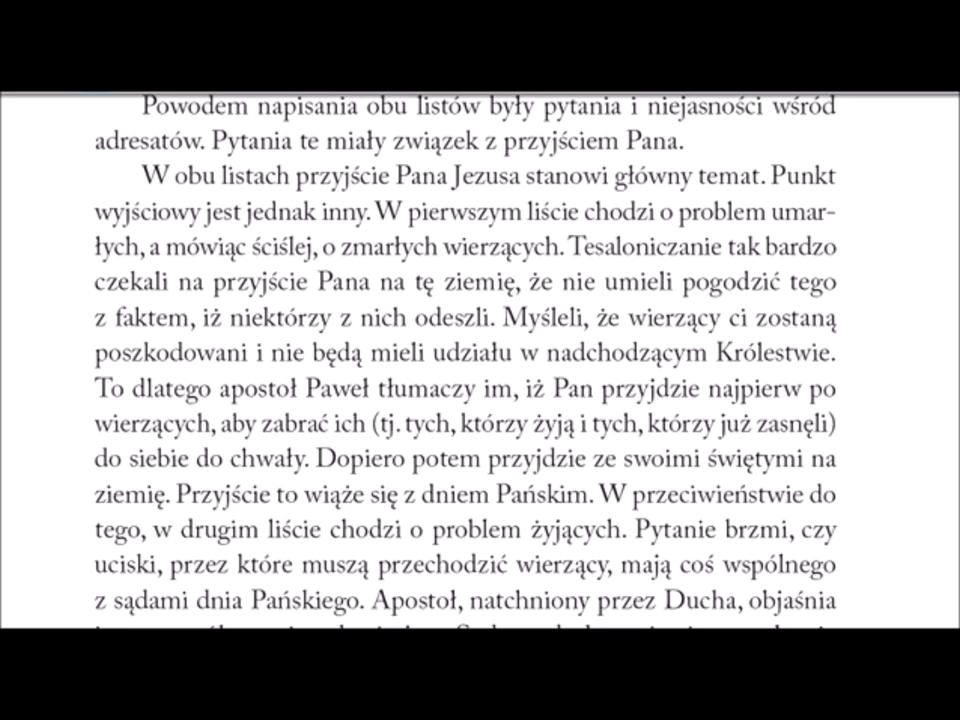 Powodem napisania obu listów były pytania i niejasności wśród
adresatów. Pytania te miały związek z przyjściem Pana.
W obu listach przyjście Pana Jezusa stanowi główny temat. Punkt
wyjściowy jest jednak inny. W pierwszym liście chodzi o problem umar-
łych, a mówiąc ściślej, o zmarłych wierzących. Tesaloniczanie tak bardzo
czekali na przyjście Pana na tę ziemię, że nie umieli pogodzić tego
z faktem, iż niektórzy z nich odeszli. Myśleli, że wierzący ci zostaną
poszkodowani i nie będą mieli udziału w nadchodzącym Królestwie.
To dlatego apostoł Paweł tłumaczy im, iż Pan przyjdzie najpierw po
wierzących, aby zabrać ich (tj. tych, którzy żyją i tych, którzy już zasnęli)
do siebie do chwały. Dopiero potem przyjdzie ze swoimi świętymi na
ziemię. Przyjście to wiąże się z dniem Pańskim. W przeciwieństwie do
tego, w drugim liście chodzi o problem żyjących. Pytanie brzmi, czy
uciski, przez które muszą przechodzić wierzący, mają coś wspólnego
z sądami dnia Pańskiego. Apostoł, natchniony przez Ducha, objaśnia